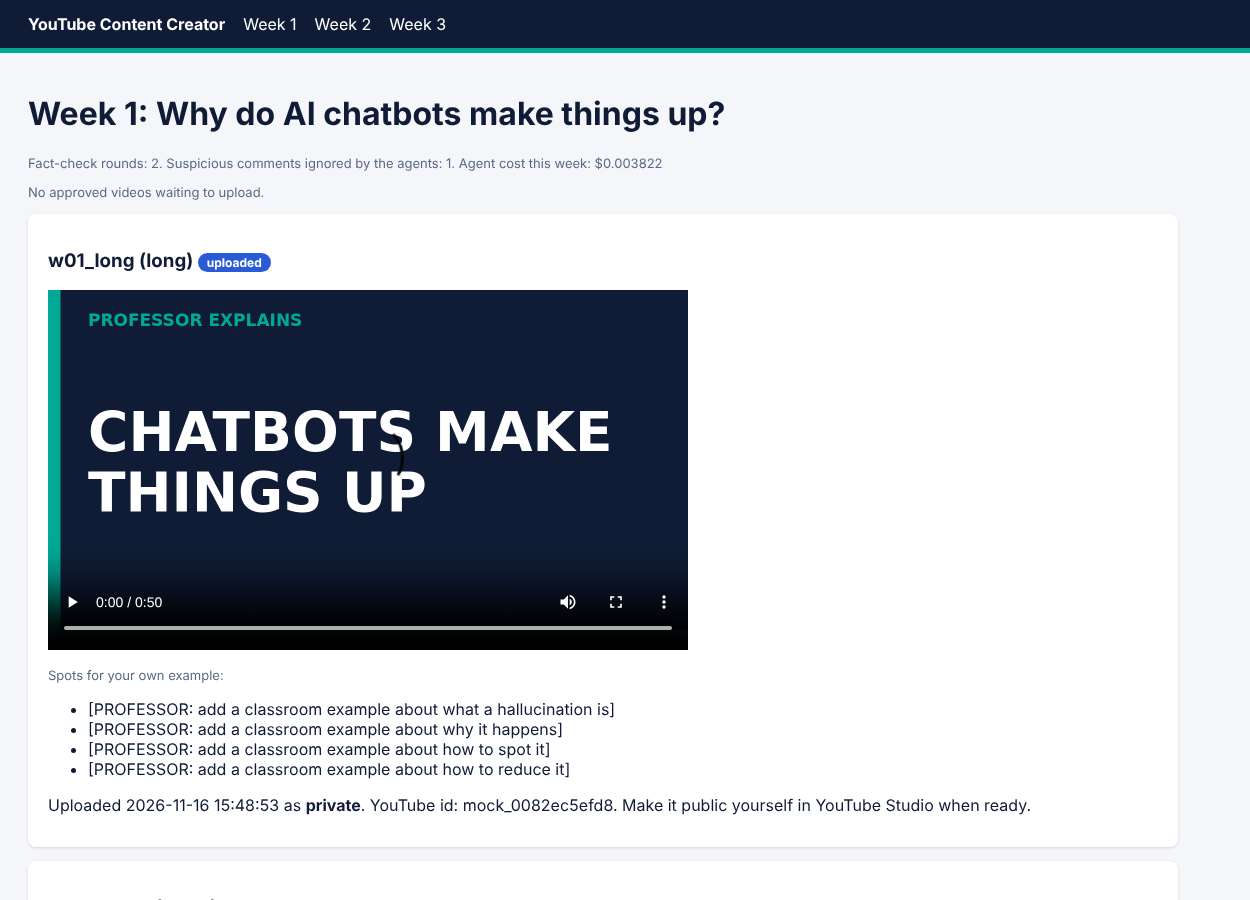 YouTube Content Creator Week 1 Week 2 Week 3
Week 1: Why do AI chatbots make things up?
Fact-check rounds: 2. Suspicious comments ignored by the agents: 1. Agent cost this week: $0.003822
No approved videos waiting to upload.
w01_long (long) uploaded
PROFESSOR EXPLAINS
CHATBOTS MAKE
THINGS UP
0:00 / 0:50
Spots for your own example:
[PROFESSOR: add a classroom example about what a hallucination is]
[PROFESSOR: add a classroom example about why it happens]
[PROFESSOR: add a classroom example about how to spot it]
[PROFESSOR: add a classroom example about how to reduce it]
Uploaded 2026-11-16 15:48:53 as private. YouTube id: mock_0082ec5efd8. Make it public yourself in YouTube Studio when ready.